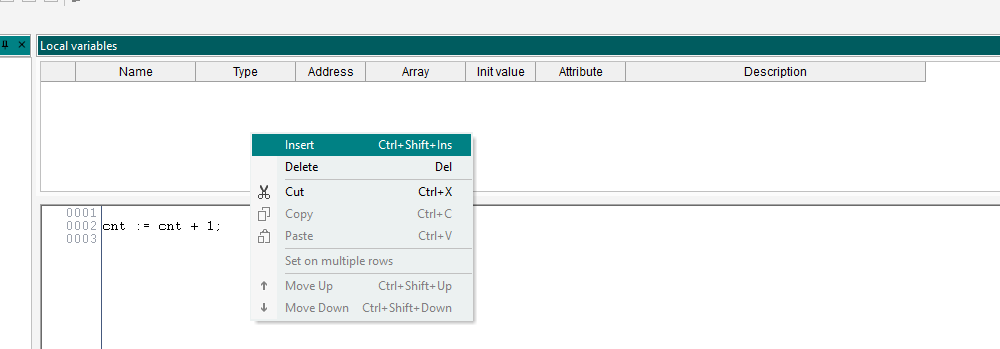 Local variables
Name Type Address Array Init value Attribute Description
Insert Ctrl+Shift+Ins
Delete Del
Cut Ctrl+X
Copy Ctrl+C
Paste Ctrl+V
Set on multiple rows
Move Up Ctrl+Shift+Up
Move Down Ctrl+Shift+Down
0001
0002 cnt := cnt + 1;
0003